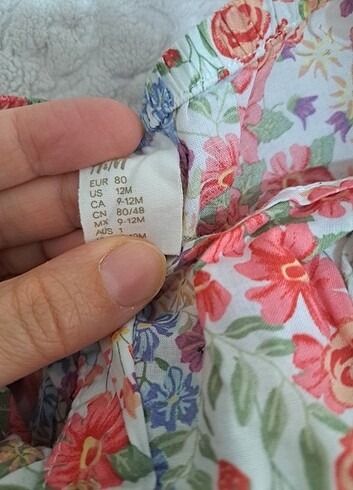 H&M
EUR 80
US 12M
CA 9-12M
CN 80/48
MX 9-12M
AUS 1